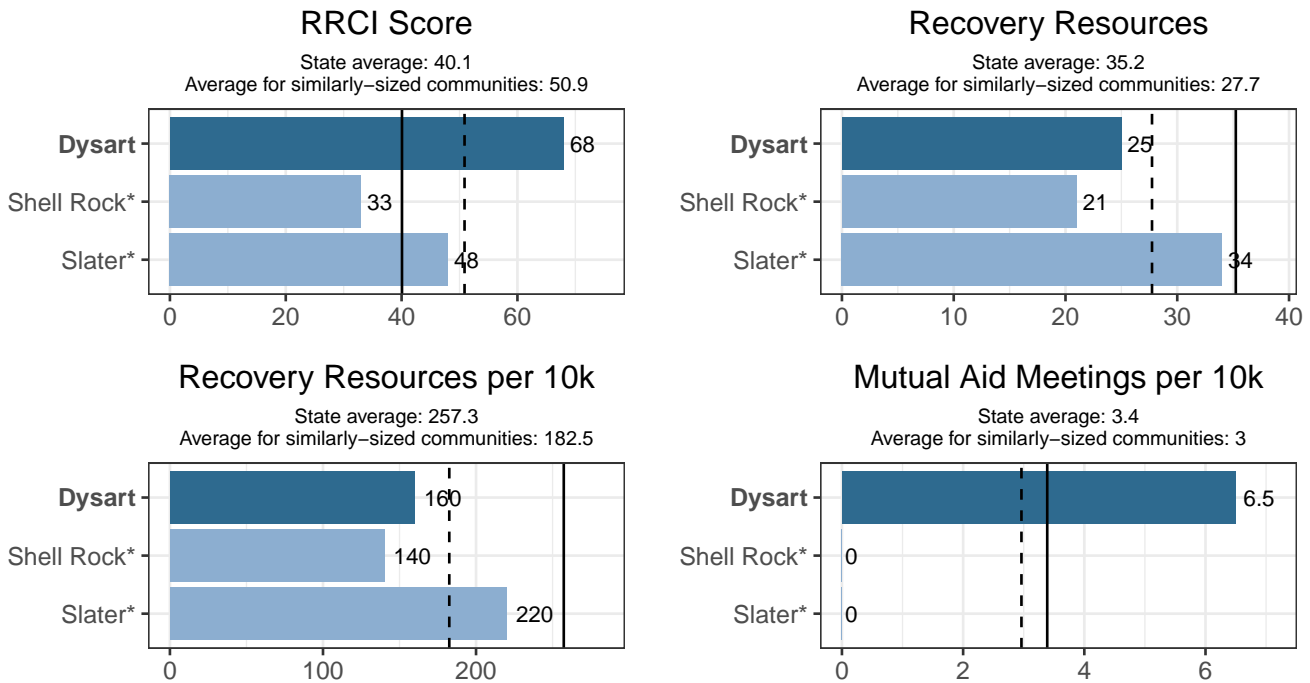 RRCI Score
State average: 40.1
Average for similarly−sized communities: 50.9
Dysart
68
Shell Rock*
33
Slater*
48
0 20 40 60
Recovery Resources
State average: 35.2
Average for similarly−sized communities: 27.7
Dysart
25
Shell Rock*
21
Slater*
34
0 10 20 30 40
Recovery Resources per 10k
State average: 257.3
Average for similarly−sized communities: 182.5
Dysart
160
Shell Rock*
140
Slater*
220
0 100 200
Mutual Aid Meetings per 10k
State average: 3.4
Average for similarly−sized communities: 3
Dysart
6.5
Shell Rock*
0
Slater*
0
0 2 4 6